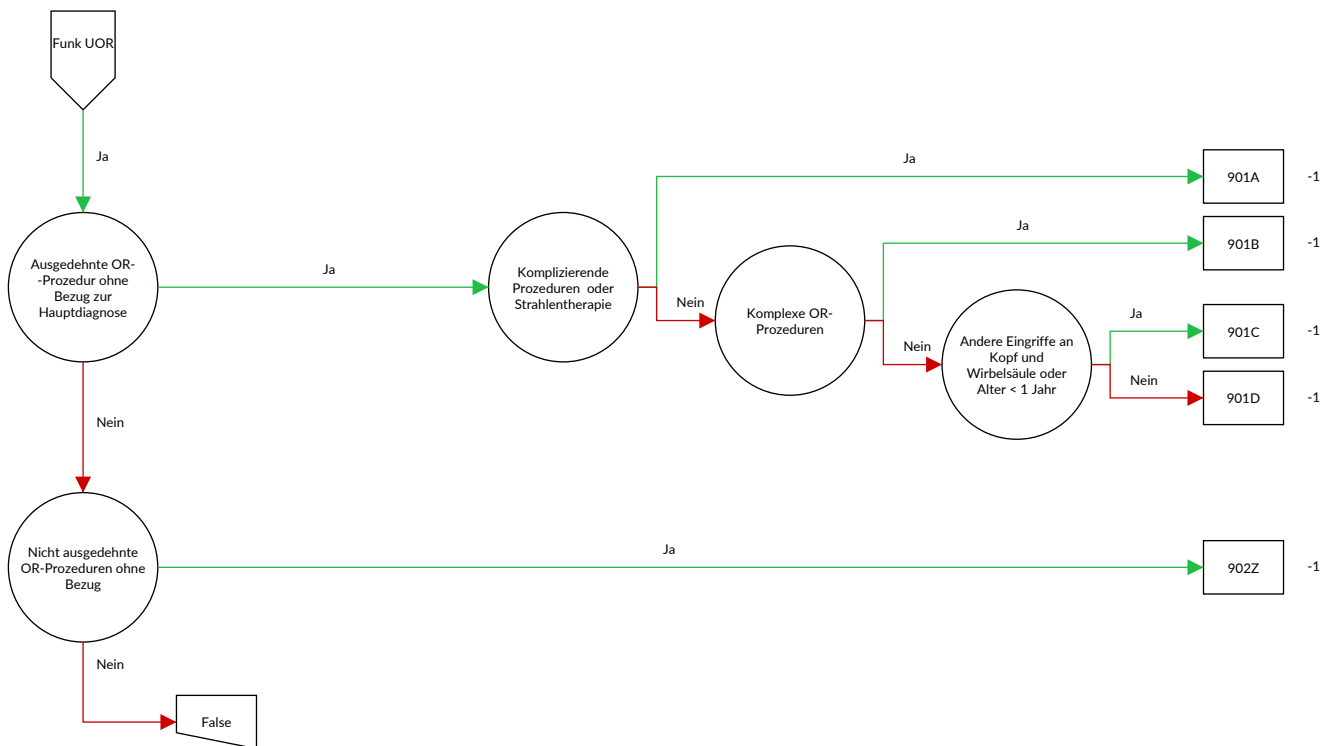 Funk UOR
Ja
Ausgedehnte OR-
-Prozedur ohne
Bezug zur
Hauptdiagnose
Ja
Komplizierende
Prozeduren oder
Strahlentherapie
Ja
901A
-1
Nein
Komplexe OR-
Prozeduren
Ja
901B
-1
Nein
Andere Eingriffe an
Kopf und
Wirbelsäule oder
Alter < 1 Jahr
Ja
901C
-1
Nein
901D
-1
Nein
Nicht ausgedehnte
OR-Prozeduren ohne
Bezug
Ja
902Z
-1
Nein
False